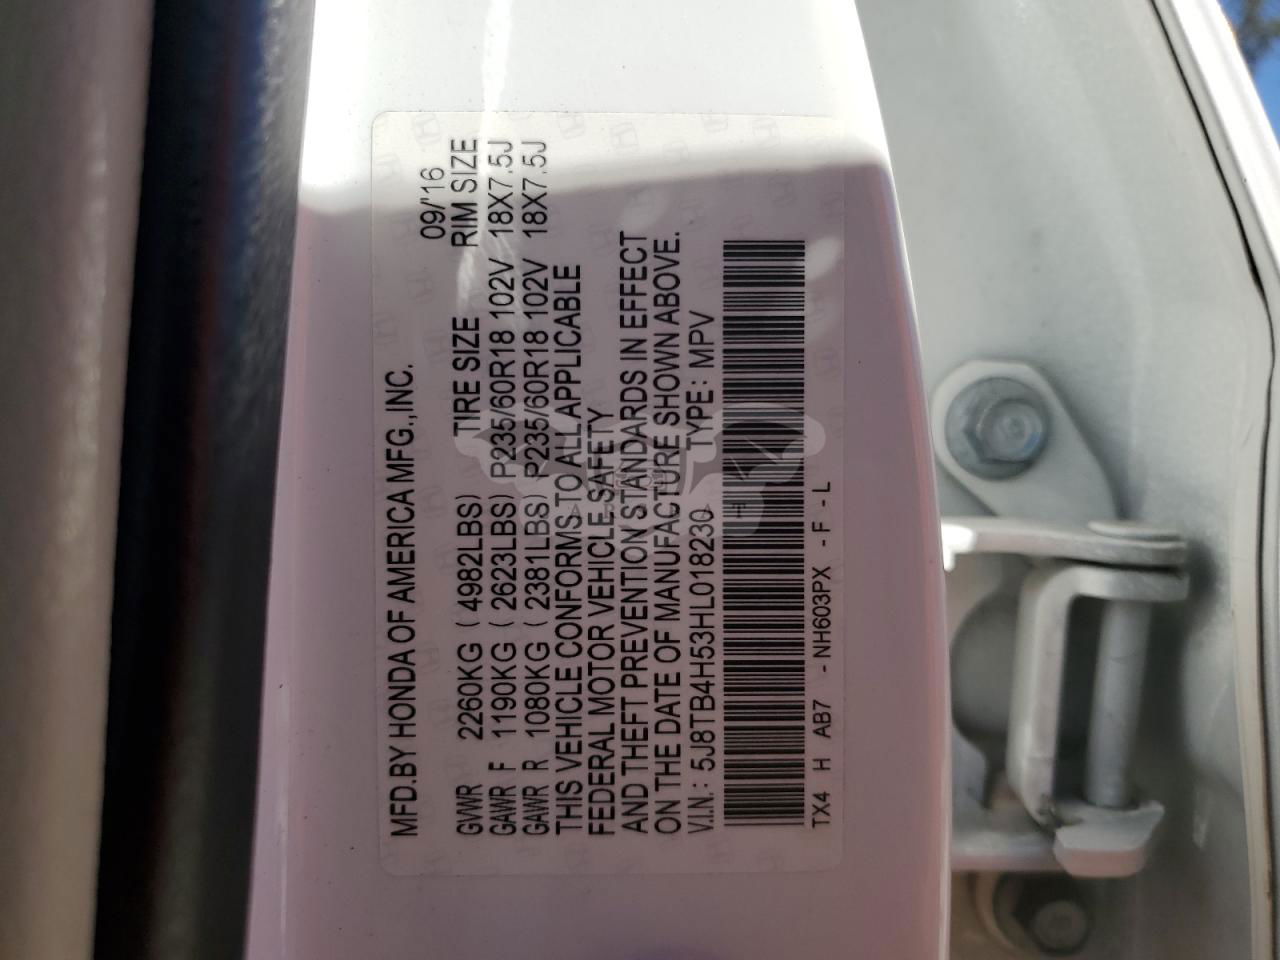 MFD.BY HONDA OF AMERICA MFG.,INC. 09/'16
GVWR 2260KG ( 4982LBS) TIRE SIZE RIM SIZE
GAWR F 1190KG ( 2623LBS) P235/60R18 102V 18X7.5J
GAWR R 1080KG ( 2381LBS) P235/60R18 102V 18X7.5J
THIS VEHICLE CONFORMS TO ALL APPLICABLE
FEDERAL MOTOR VEHICLE SAFETY
AND THEFT PREVENTION STANDARDS IN EFFECT
ON THE DATE OF MANUFACTURE SHOWN ABOVE.
V.I.N.: 5J8TB4H53HL018230 TYPE: MPV
TX4 H AB7 - NH603PX - F - L